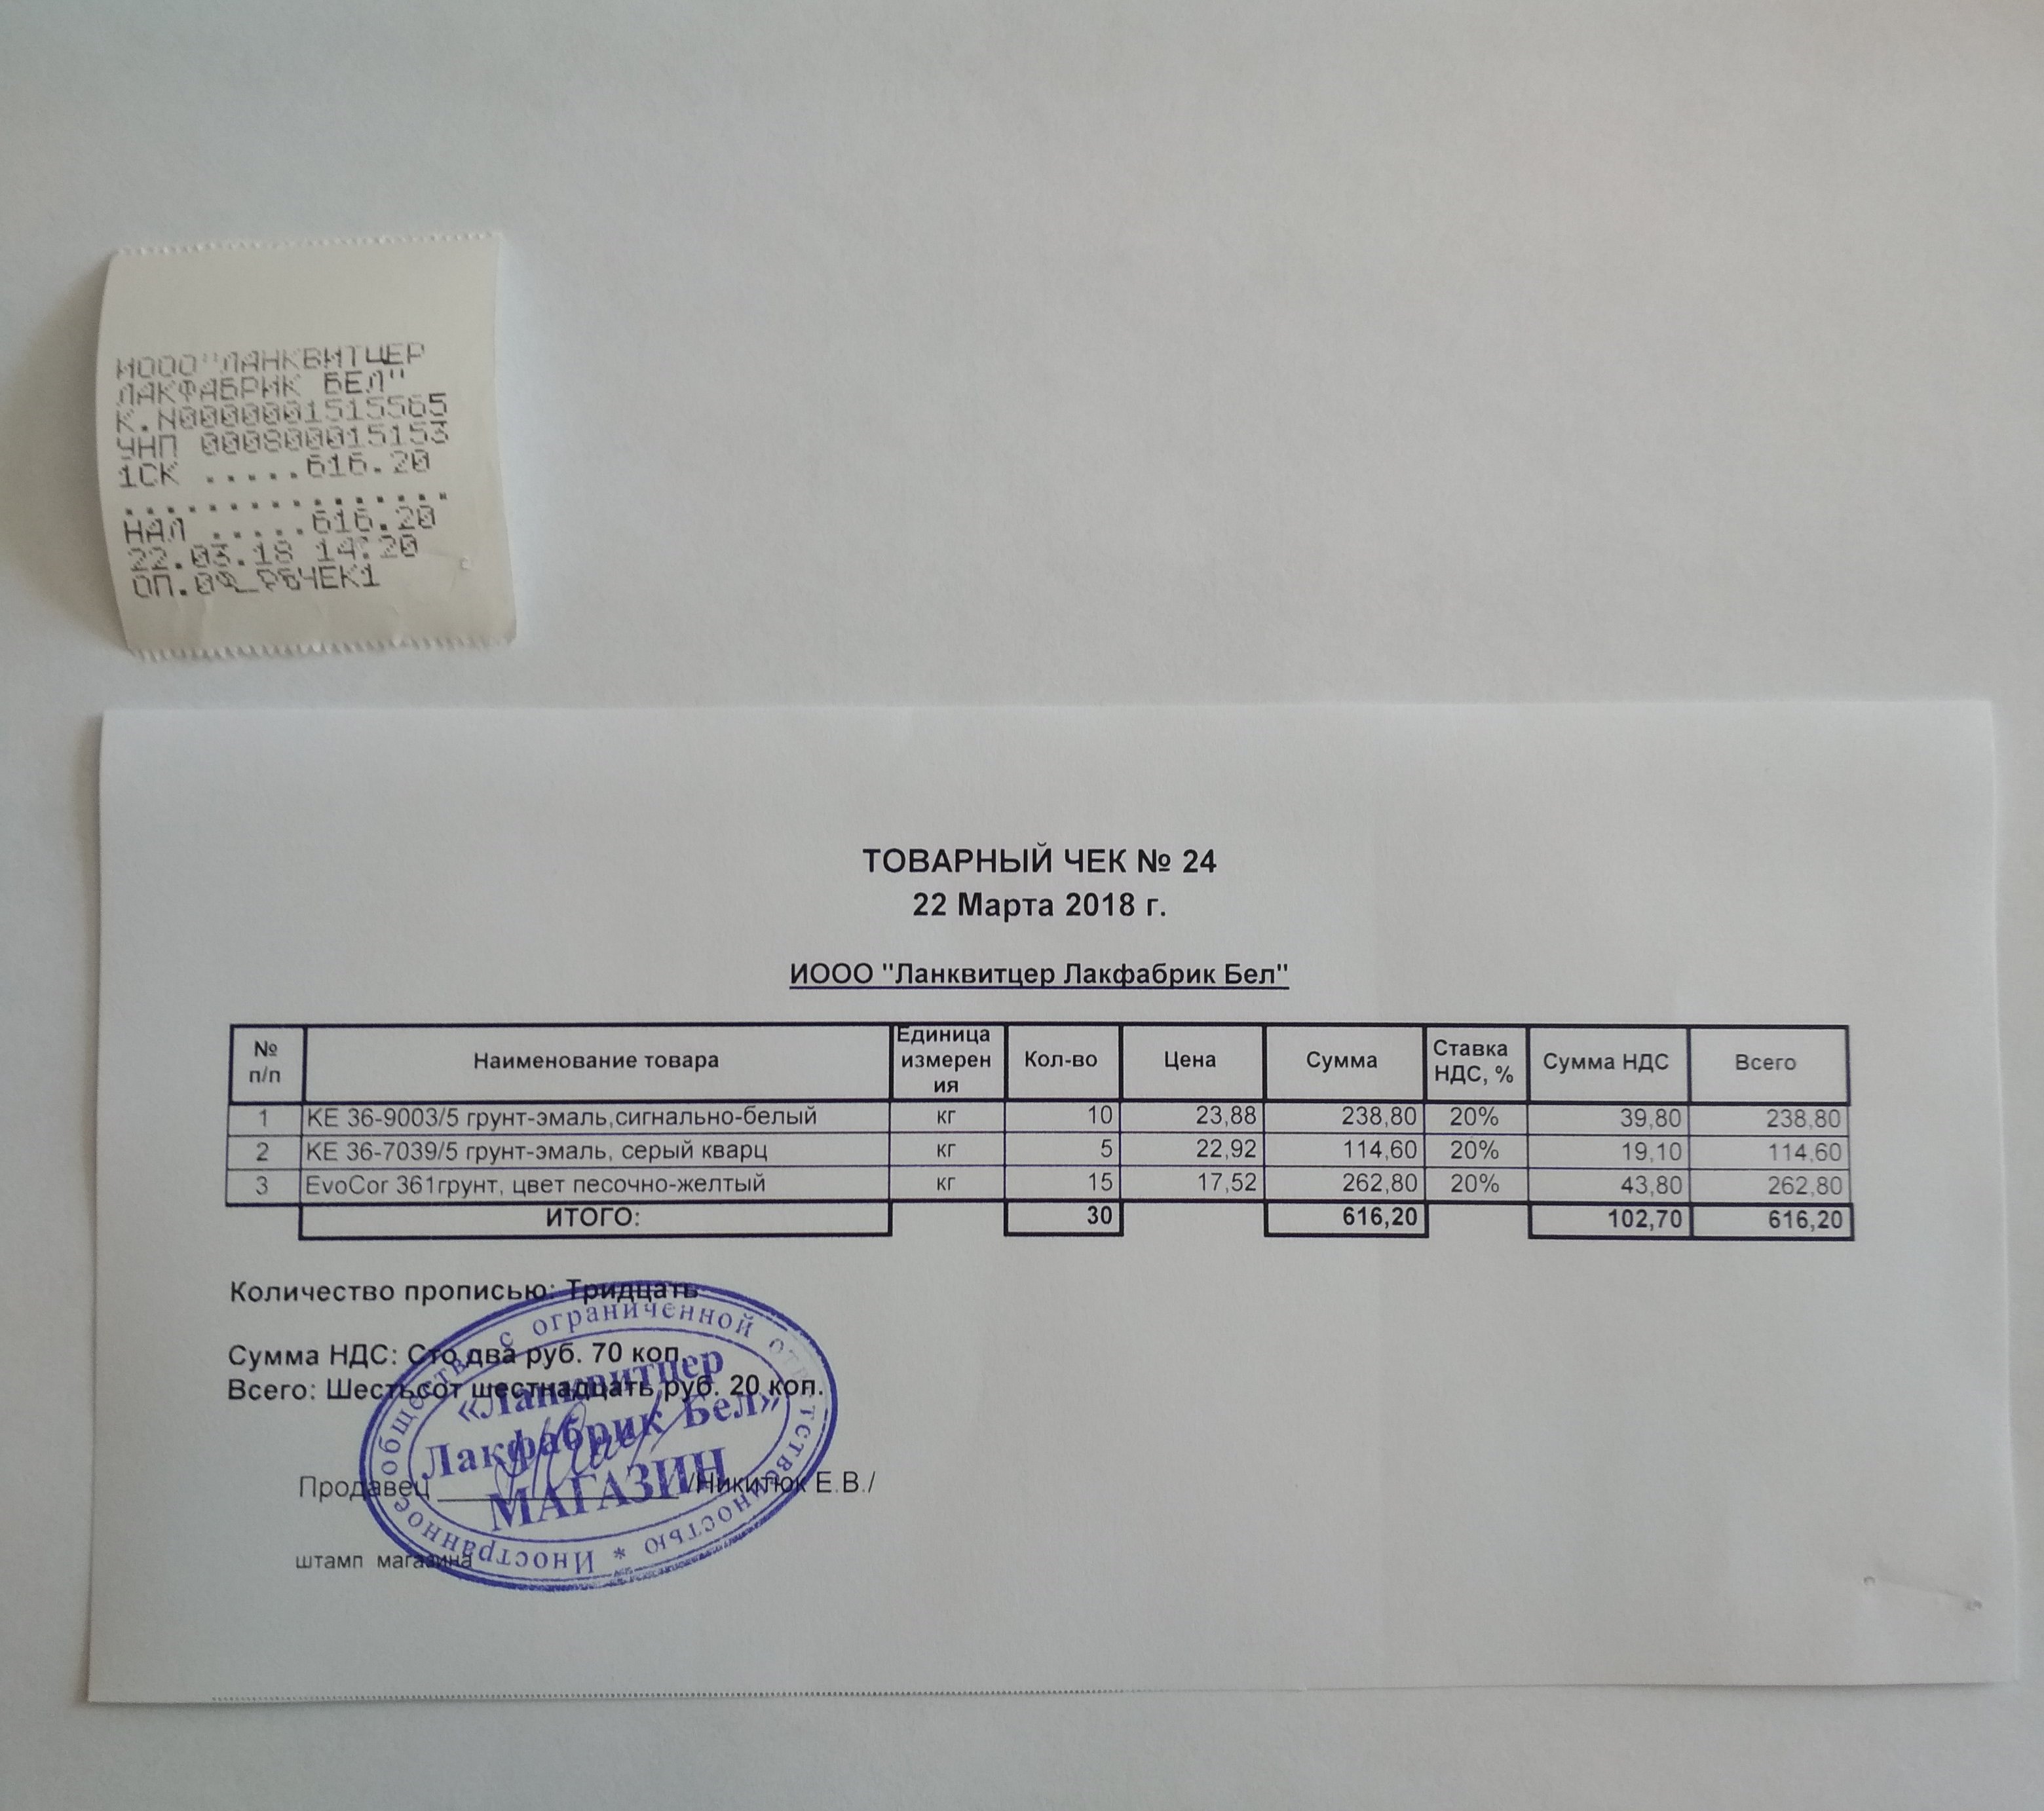 ИООО"ЛАНКВИТЦЕР
ЛАКФАБРИК БЕЛ"
К.N0000001515565
УНП 000800015153
1СК .....616.20
................
НАЛ .....616.20
22.03.18 14:20
ЧЕК1
ТОВАРНЫЙ ЧЕК № 24
22 Марта 2018 г.
ИООО "Ланквитцер Лакфабрик Бел"
№ п/п Наименование товара Единица измерения Кол-во Цена Сумма Ставка НДС, % Сумма НДС Всего
1 КЕ 36-9003/5 грунт-эмаль,сигнально-белый кг 10 23,88 238,80 20% 39,80 238,80
2 КЕ 36-7039/5 грунт-эмаль, серый кварц кг 5 22,92 114,60 20% 19,10 114,60
3 EvoCor 361грунт, цвет песочно-желтый кг 15 17,52 262,80 20% 43,80 262,80
ИТОГО: 30 616,20 102,70 616,20
Количество прописью: Тридцать
Сумма НДС: Сто два руб. 70 коп.
Всего: Шестьсот шестнадцать руб. 20 коп.
Продавец /Никитюк Е.В./
штамп магазина
* Иностранное общество с ограниченной ответственностью
«Ланквитцер
Лакфабрик Бел»
МАГАЗИН